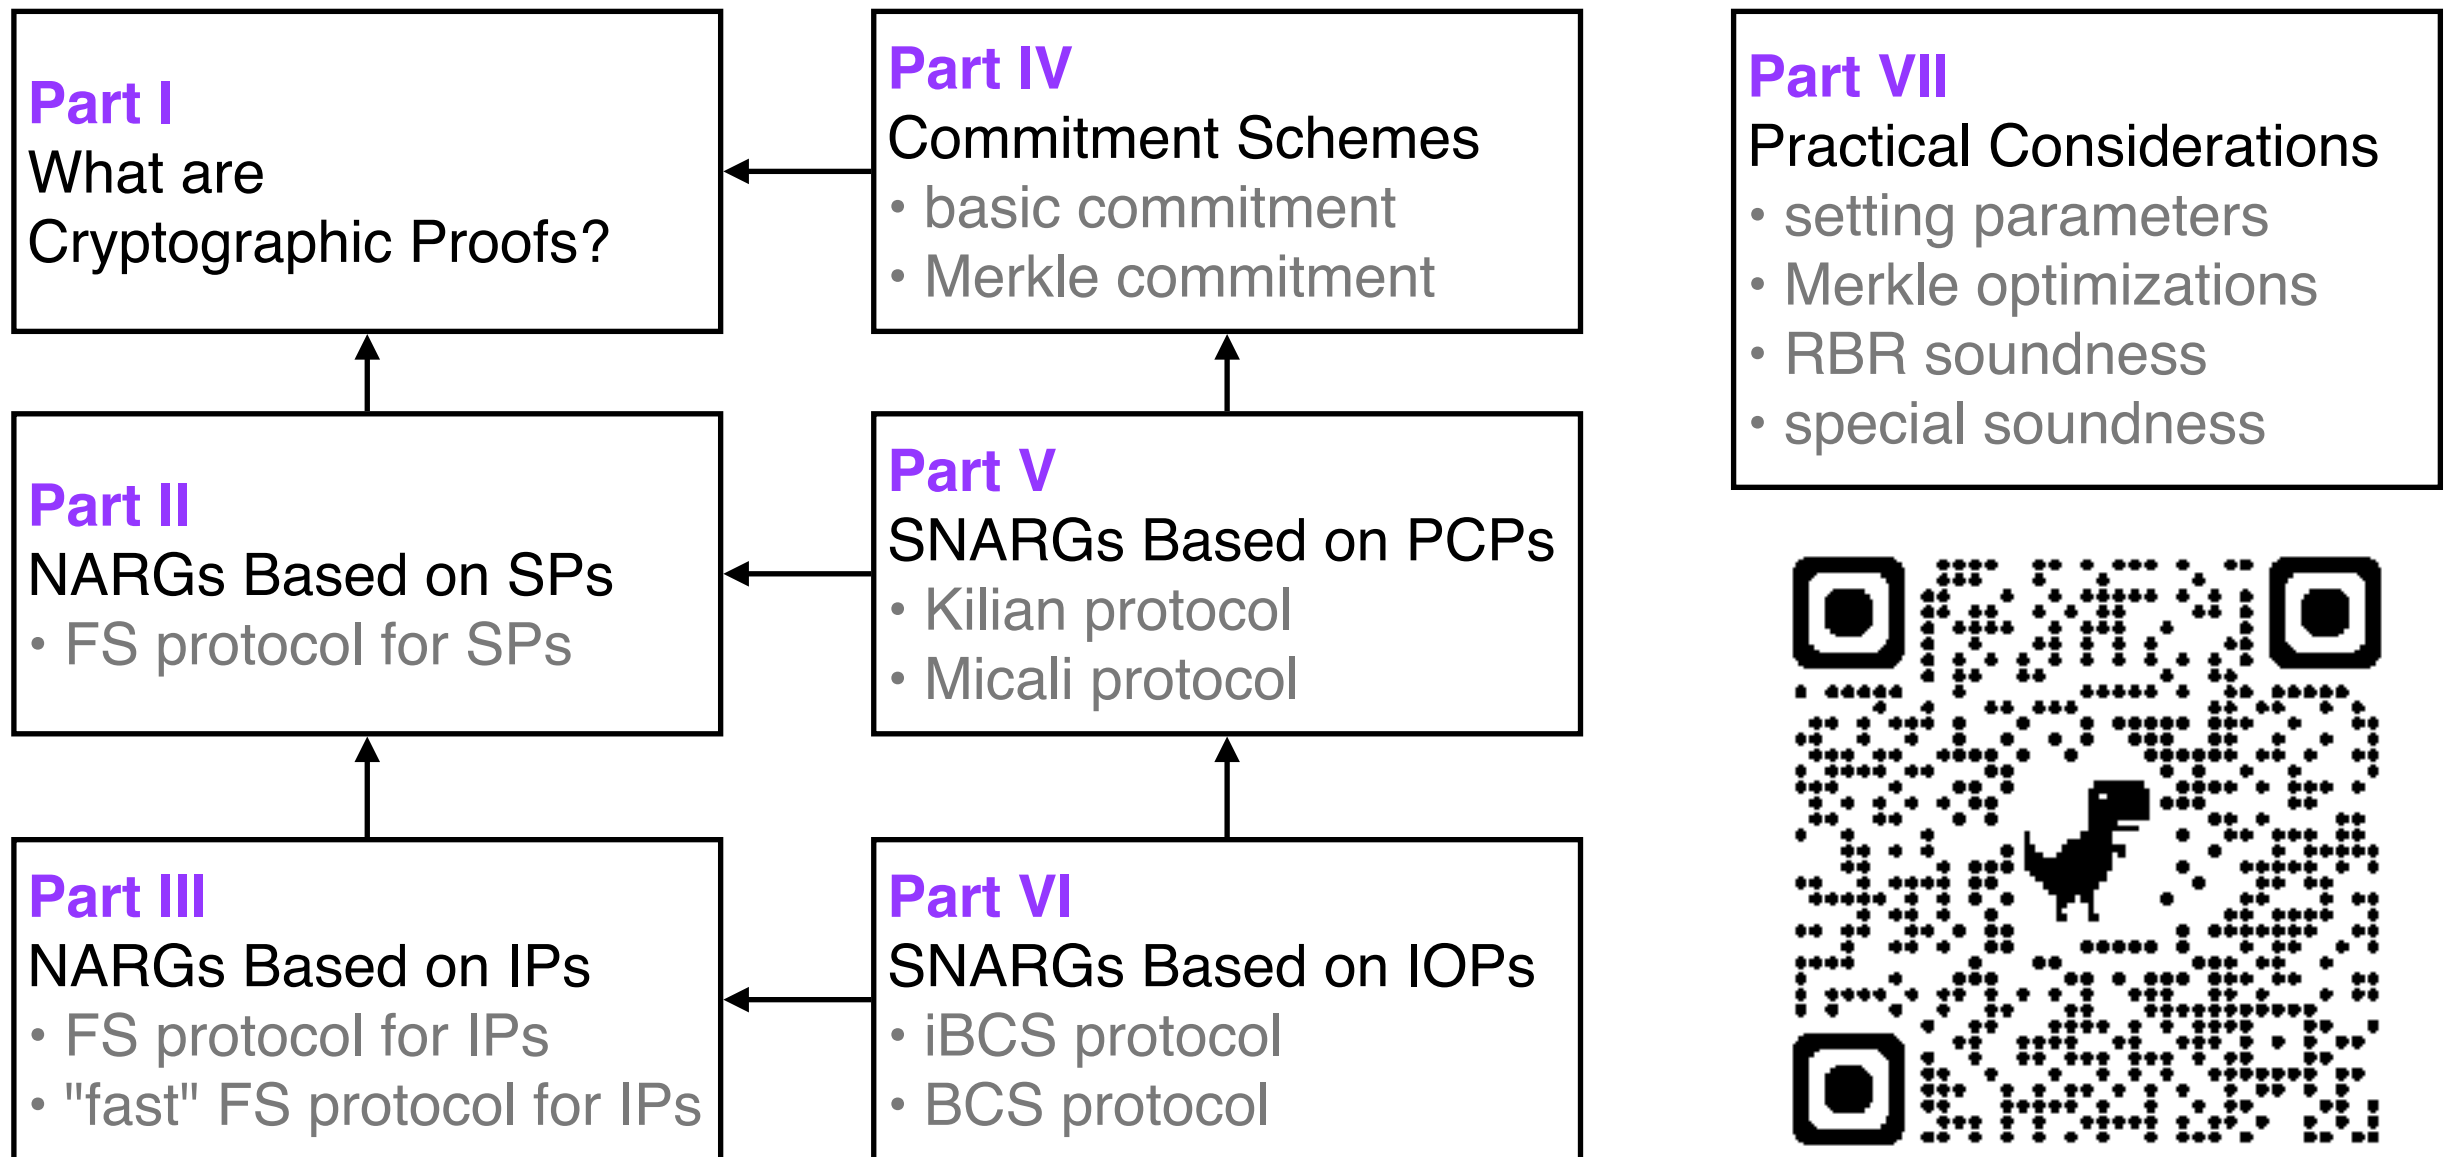 Part I
What are
Cryptographic Proofs?
Part II
NARGs Based on SPs
• FS protocol for SPs
Part III
NARGs Based on IPs
• FS protocol for IPs
• "fast" FS protocol for IPs
Part IV
Commitment Schemes
• basic commitment
• Merkle commitment
Part V
SNARGs Based on PCPs
• Kilian protocol
• Micali protocol
Part VI
SNARGs Based on IOPs
• iBCS protocol
• BCS protocol
Part VII
Practical Considerations
• setting parameters
• Merkle optimizations
• RBR soundness
• special soundness